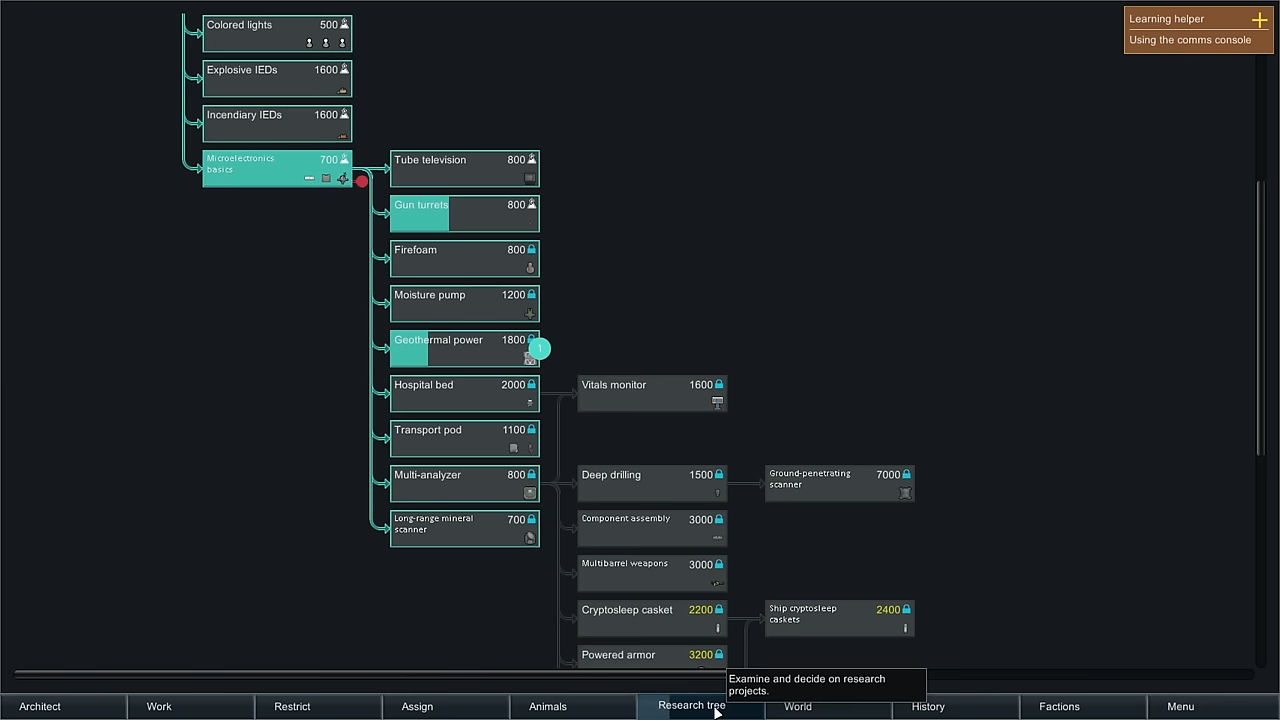 Colored lights 500
Explosive IEDs 1600
Incendiary IEDs 1600
Microelectronics basics 700
Tube television 800
Gun turrets 800
Firefoam 800
Moisture pump 1200
Geothermal power 1800
1
Hospital bed 2000
Vitals monitor 1600
Transport pod 1100
Multi-analyzer 800
Deep drilling 1500
Ground-penetrating scanner 7000
Long-range mineral scanner 700
Component assembly 3000
Multibarrel weapons 3000
Cryptosleep casket 2200
Ship cryptosleep caskets 2400
Powered armor 3200
Learning helper
Using the comms console
Examine and decide on research
projects.
Architect
Work
Restrict
Assign
Animals
Research tree
World
History
Factions
Menu